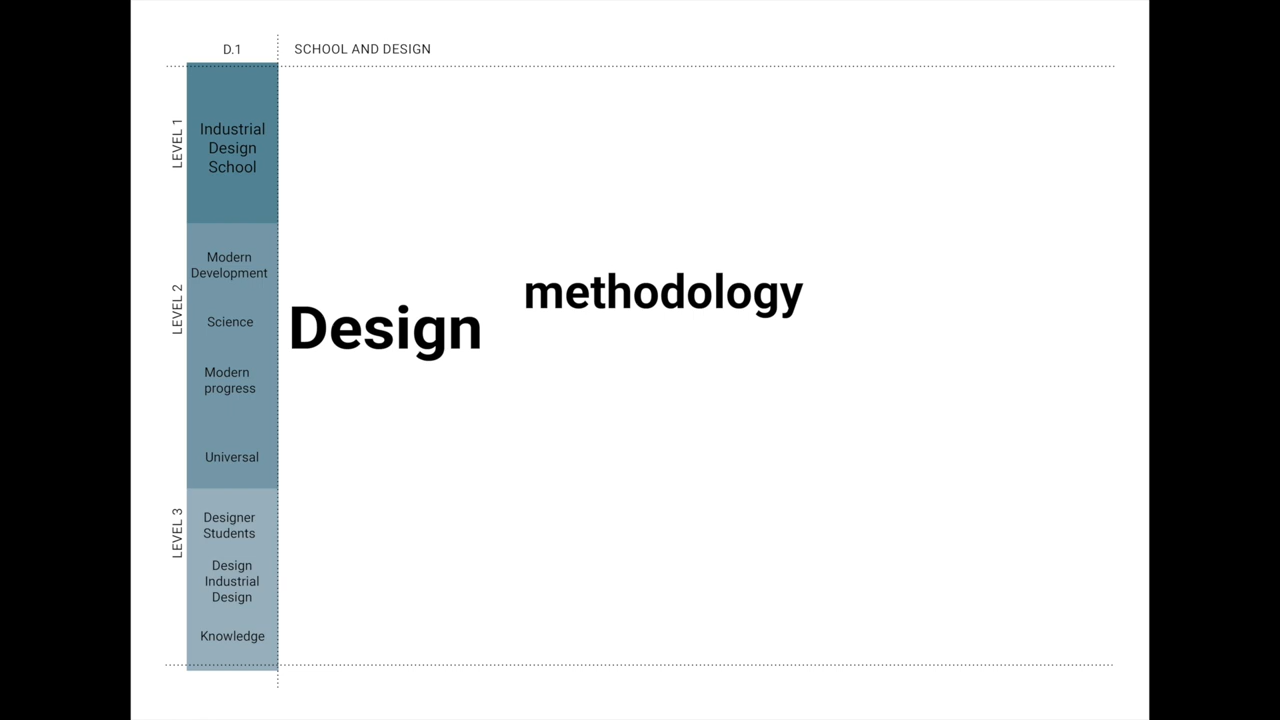 D.1
SCHOOL AND DESIGN
LEVEL 1
Industrial
Design
School
LEVEL 2
Modern
Development
Science
Modern
progress
Universal
LEVEL 3
Designer
Students
Design
Industrial
Design
Knowledge
methodology
Design